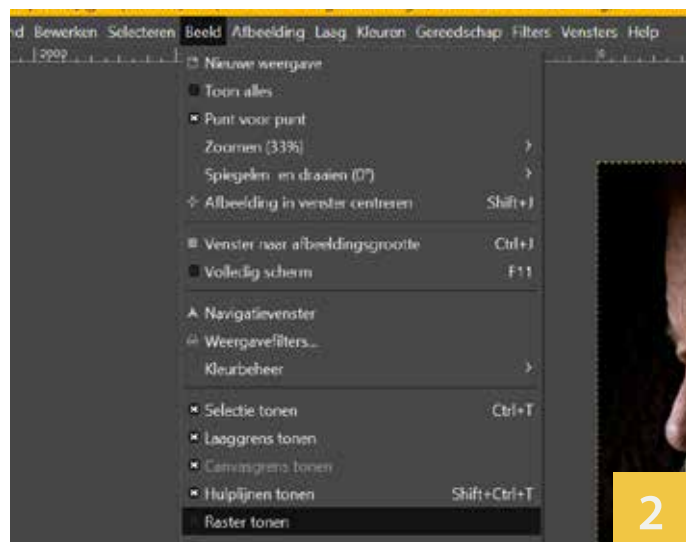 nd Bewerken Selecteren Beeld Afbeelding Laag Kleuren Gereedschap Filters Vensters Help
Nieuwe weergave
Toon alles
Punt voor punt
Zoomen (33%) >
Spiegelen en draaien (0°) >
Afbeelding in venster centreren Shift+J
Venster naar afbeeldingsgrootte Ctrl+J
Volledig scherm F11
Navigatievenster
Weergavefilters...
Kleurbeheer >
Selectie tonen Ctrl+T
Laaggrens tonen
Canvasgrens tonen
Hulplijnen tonen Shift+Ctrl+T
Raster tonen
2